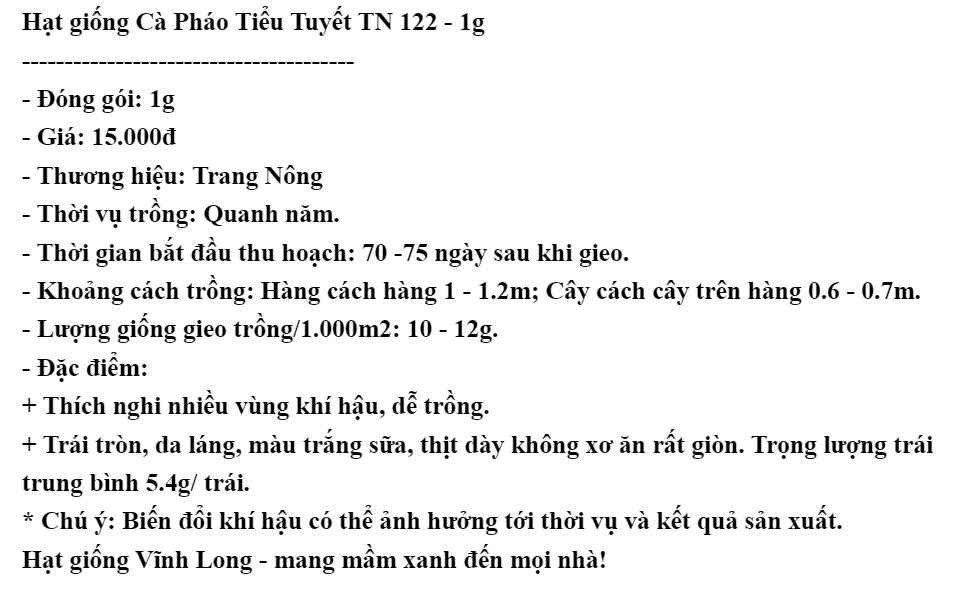 Hạt giống Cà Pháo Tiểu Tuyết TN 122 - 1g
---------------------------------------
- Đóng gói: 1g
- Giá: 15.000đ
- Thương hiệu: Trang Nông
- Thời vụ trồng: Quanh năm.
- Thời gian bắt đầu thu hoạch: 70 -75 ngày sau khi gieo.
- Khoảng cách trồng: Hàng cách hàng 1 - 1.2m; Cây cách cây trên hàng 0.6 - 0.7m.
- Lượng giống gieo trồng/1.000m2: 10 - 12g.
- Đặc điểm:
+ Thích nghi nhiều vùng khí hậu, dễ trồng.
+ Trái tròn, da láng, màu trắng sữa, thịt dày không xơ ăn rất giòn. Trọng lượng trái
trung bình 5.4g/ trái.
* Chú ý: Biến đổi khí hậu có thể ảnh hưởng tới thời vụ và kết quả sản xuất.
Hạt giống Vĩnh Long - mang mầm xanh đến mọi nhà!